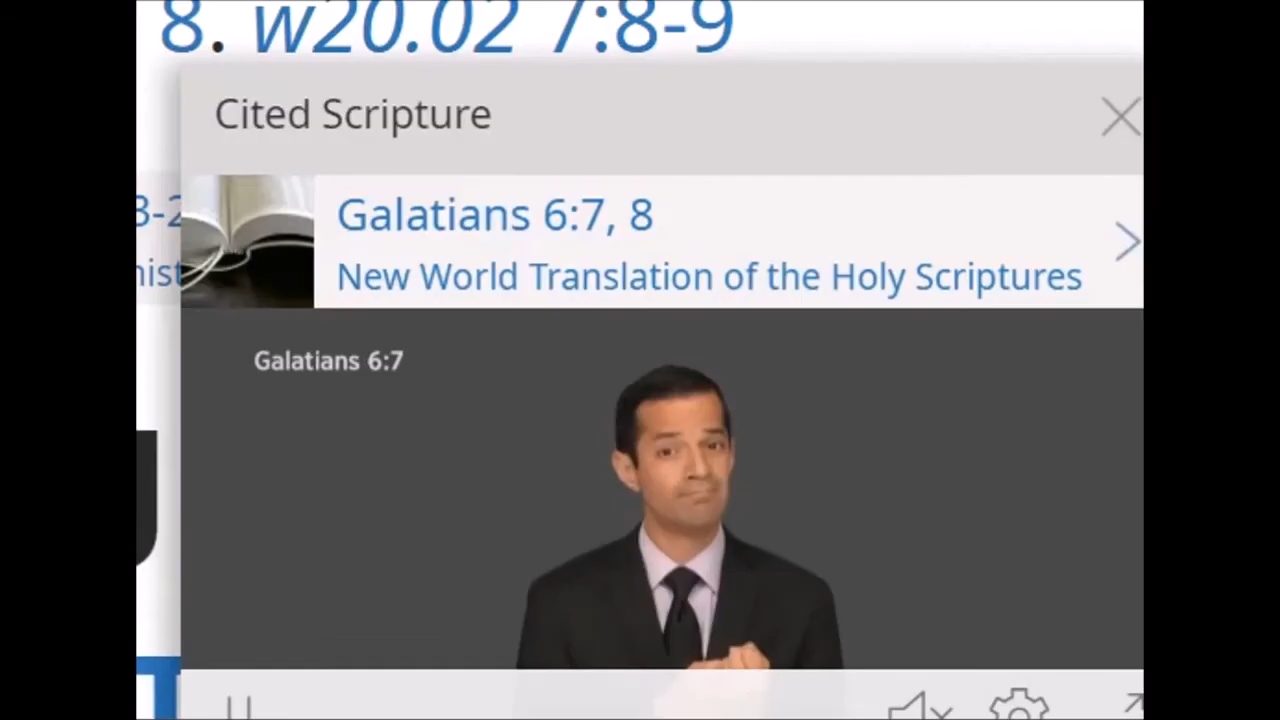 8. w20.02 7:8-9
Cited Scripture
Galatians 6:7, 8
New World Translation of the Holy Scriptures
Galatians 6:7